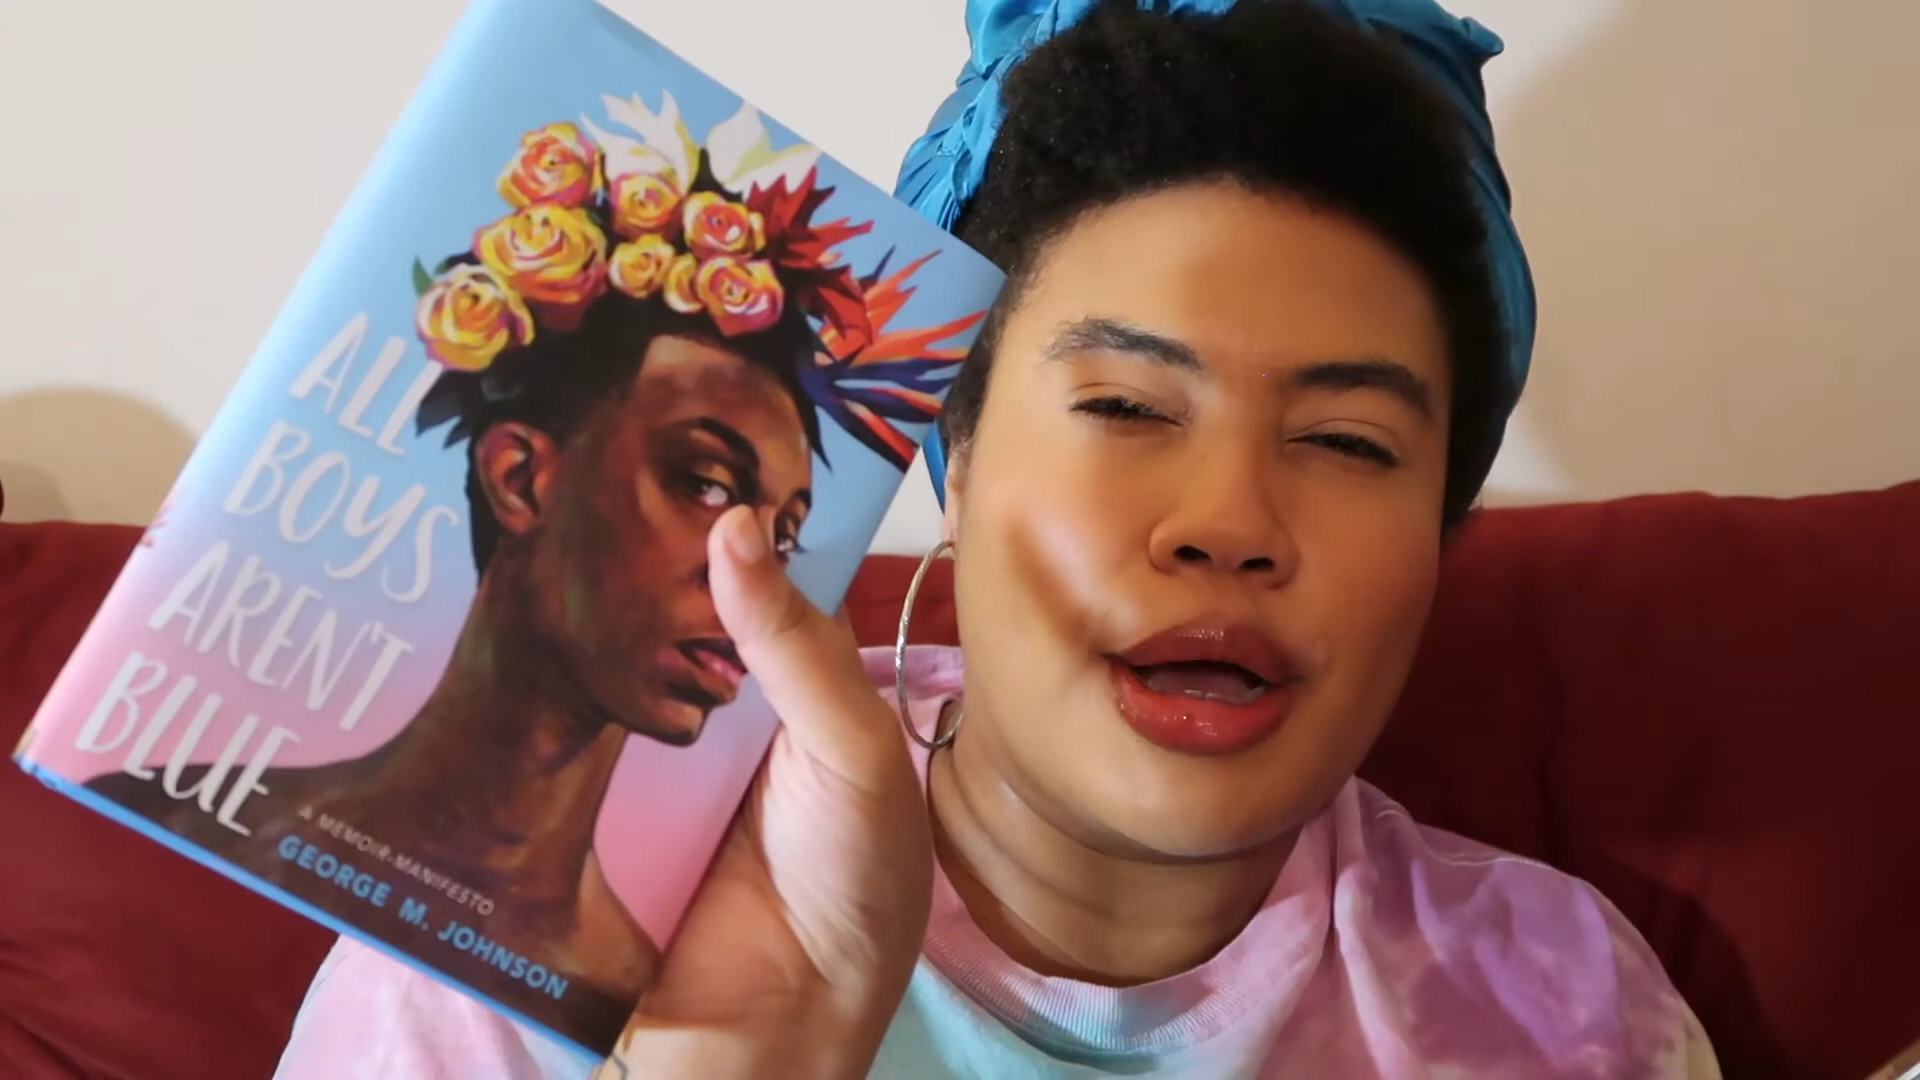 ALL
BOYS
AREN'T
BLUE
A MEMOIR-MANIFESTO
GEORGE M. JOHNSON